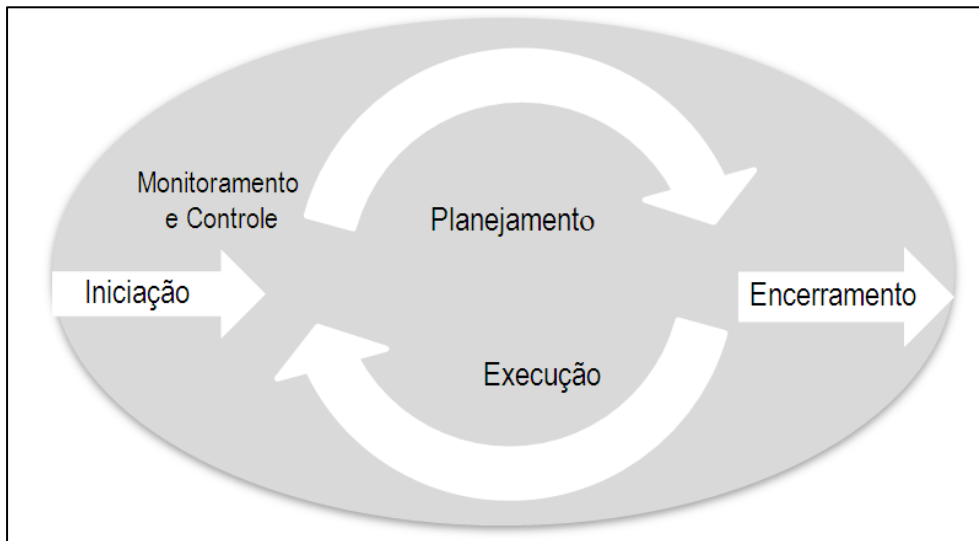 Monitoramento
e Controle
Planejamento
Iniciação
Encerramento
Execução